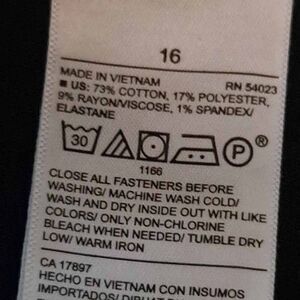 16
MADE IN VIETNAM RN 54023
■ US: 73% COTTON, 17% POLYESTER,
9% RAYON/VISCOSE, 1% SPANDEX/
ELASTANE
30 P ®
1166
CLOSE ALL FASTENERS BEFORE
WASHING/ MACHINE WASH COLD/
WASH AND DRY INSIDE OUT WITH LIKE
COLORS/ ONLY NON-CHLORINE
BLEACH WHEN NEEDED/ TUMBLE DRY
LOW/ WARM IRON
CA 17897
HECHO EN VIETNAM CON INSUMOS